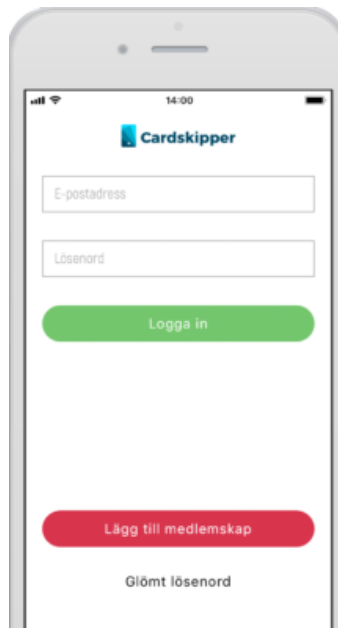 14:00
Cardskipper
E-postadress
Lösenord
Logga in
Lägg till medlemskap
Glömt lösenord